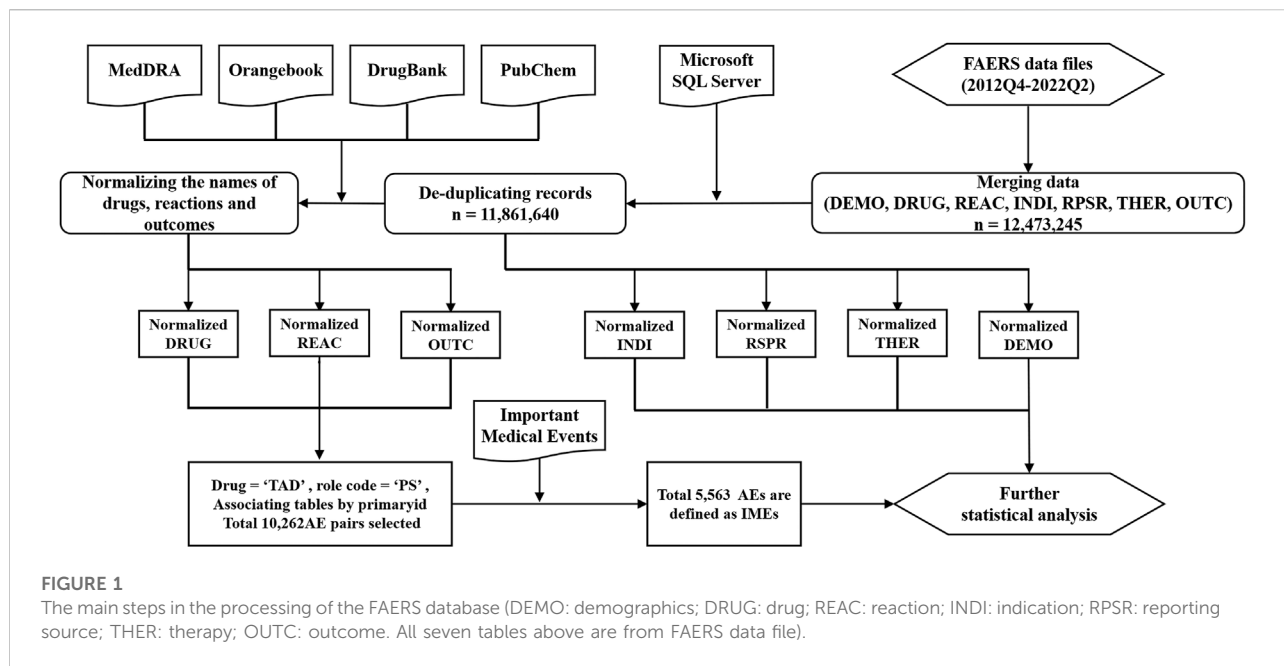 MedDRA
Orangebook
DrugBank
PubChem
Microsoft
SQL Server
FAERS data files
(2012Q4-2022Q2)
Normalizing the names of
drugs, reactions and
outcomes
De-duplicating records
n = 11,861,640
Merging data
(DEMO, DRUG, REAC, INDI, RPSR, THER, OUTC)
n = 12,473,245
Normalized
DRUG
Normalized
REAC
Normalized
OUTC
Normalized
INDI
Normalized
RSPR
Normalized
THER
Normalized
DEMO
Important
Medical Events
Drug = ‘TAD’ , role code = ‘PS’ ,
Associating tables by primaryid
Total 10,262AE pairs selected
Total 5,563 AEs are
defined as IMEs
Further
statistical analysis
FIGURE 1
The main steps in the processing of the FAERS database (DEMO: demographics; DRUG: drug; REAC: reaction; INDI: indication; RPSR: reporting
source; THER: therapy; OUTC: outcome. All seven tables above are from FAERS data file).